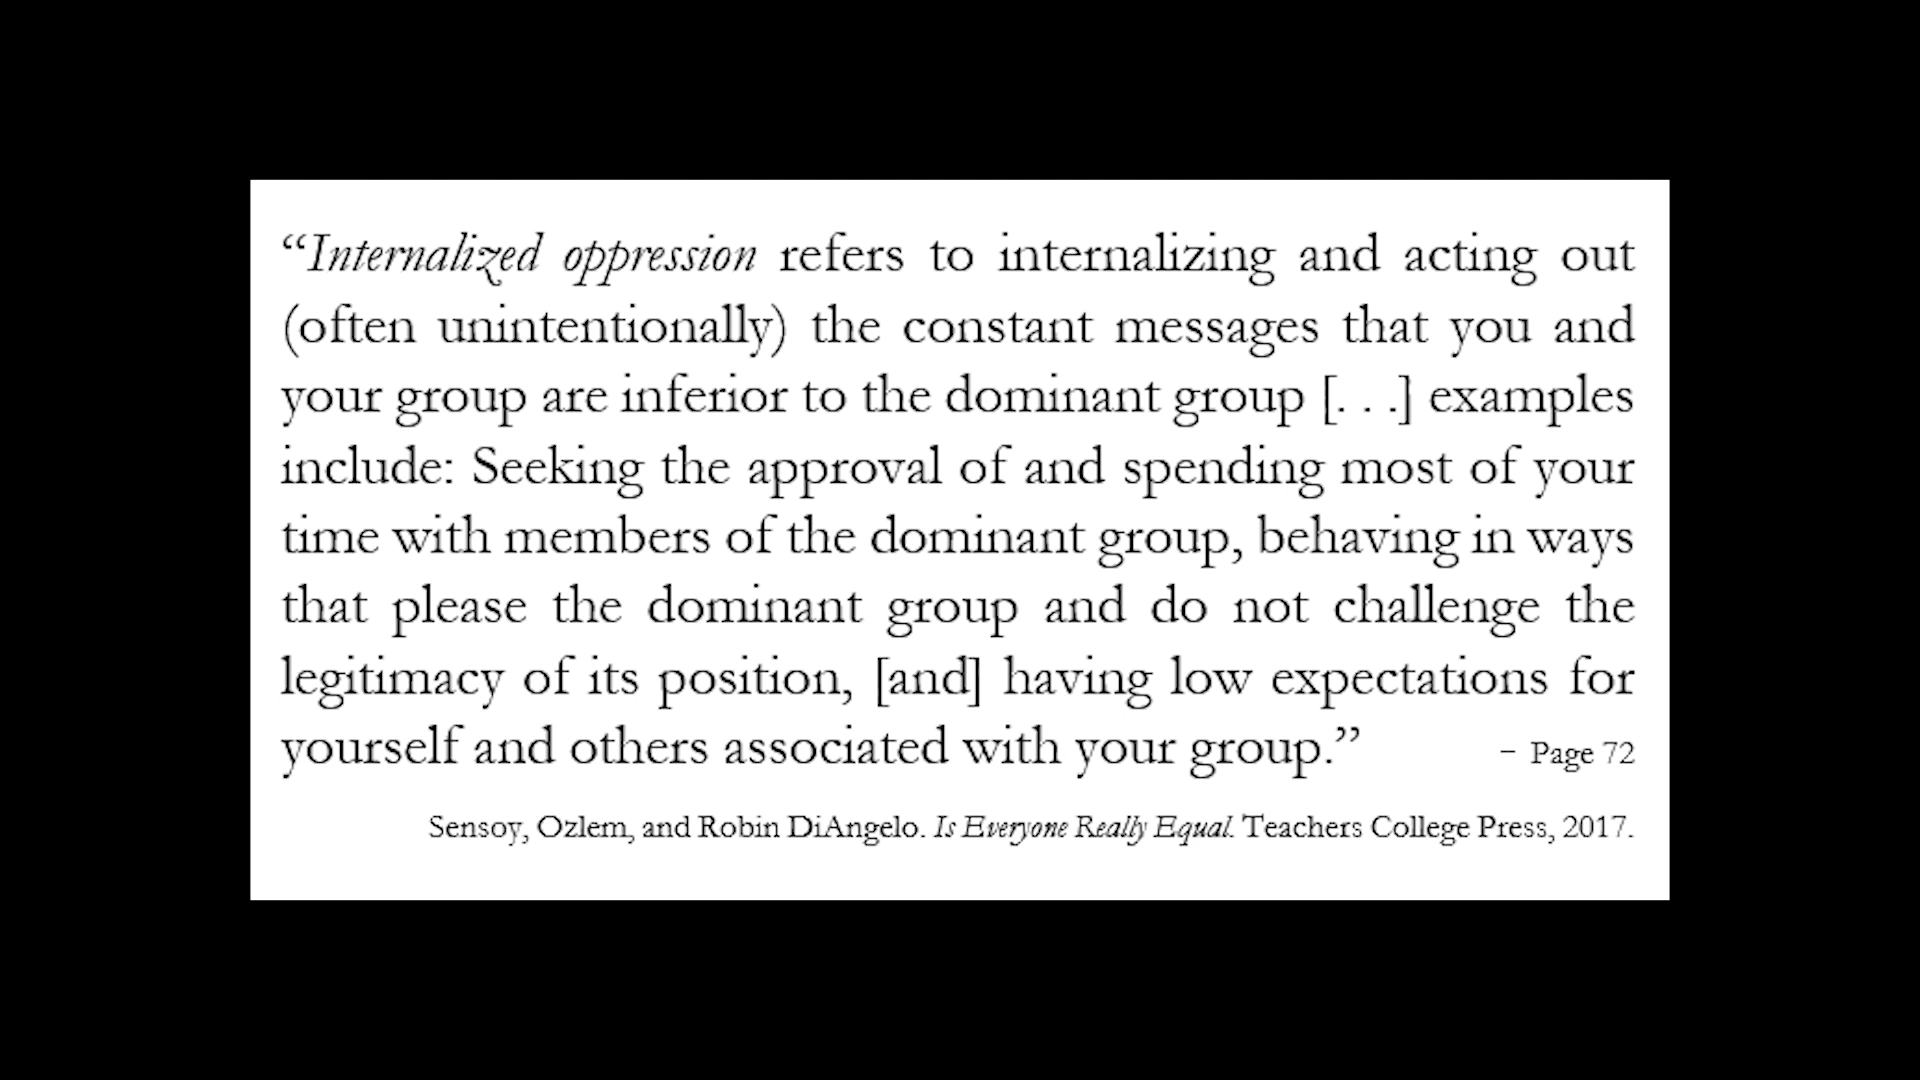 “Internalized oppression refers to internalizing and acting out
(often unintentionally) the constant messages that you and
your group are inferior to the dominant group [. . .] examples
include: Seeking the approval of and spending most of your
time with members of the dominant group, behaving in ways
that please the dominant group and do not challenge the
legitimacy of its position, [and] having low expectations for
yourself and others associated with your group.” – Page 72
Sensoy, Ozlem, and Robin DiAngelo. Is Everyone Really Equal. Teachers College Press, 2017.